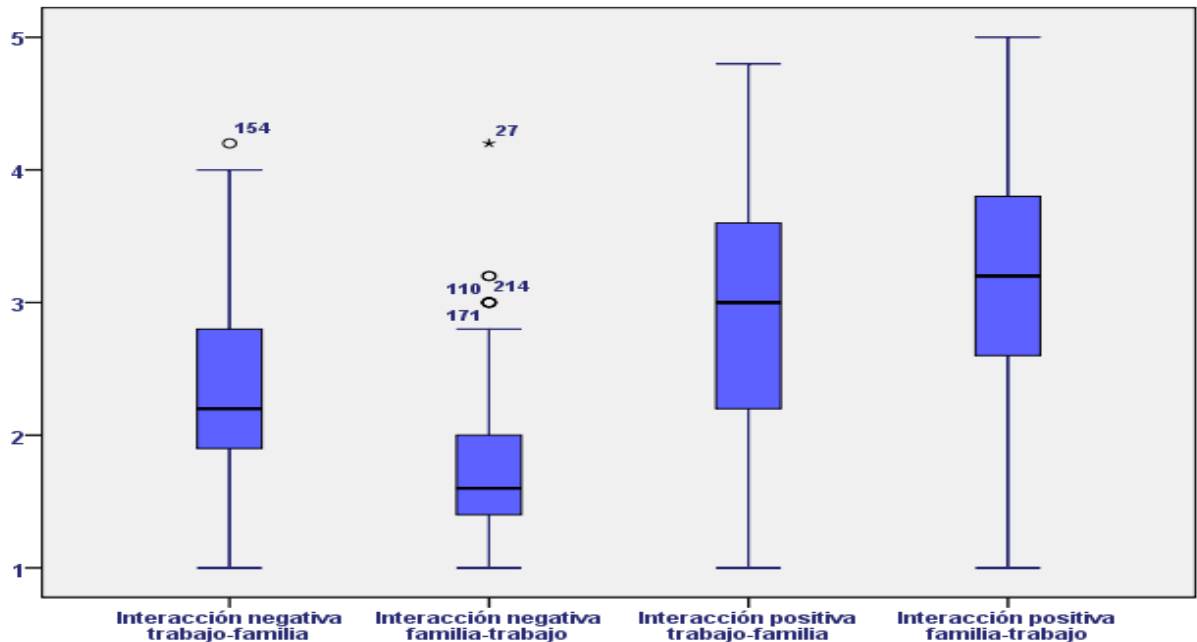 5
154
27
4
110 214
3
171
2
1
Interacción negativa trabajo-familia
Interacción negativa familia-trabajo
Interacción positiva trabajo-familia
Interacción positiva familia-trabajo